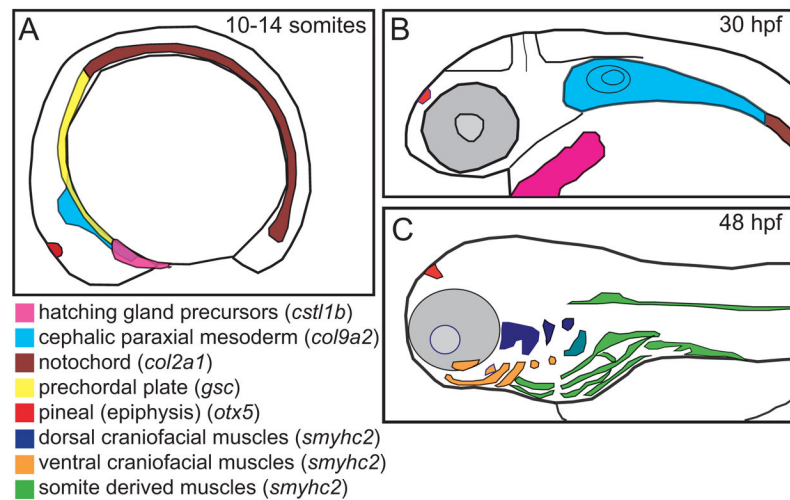 A
10-14 somites
B
30 hpf
C
48 hpf
hatching gland precursors (cstl1b)
cephalic paraxial mesoderm (col9a2)
notochord (col2a1)
prechordal plate (gsc)
pineal (epiphysis) (otx5)
dorsal craniofacial muscles (smyhc2)
ventral craniofacial muscles (smyhc2)
somite derived muscles (smyhc2)